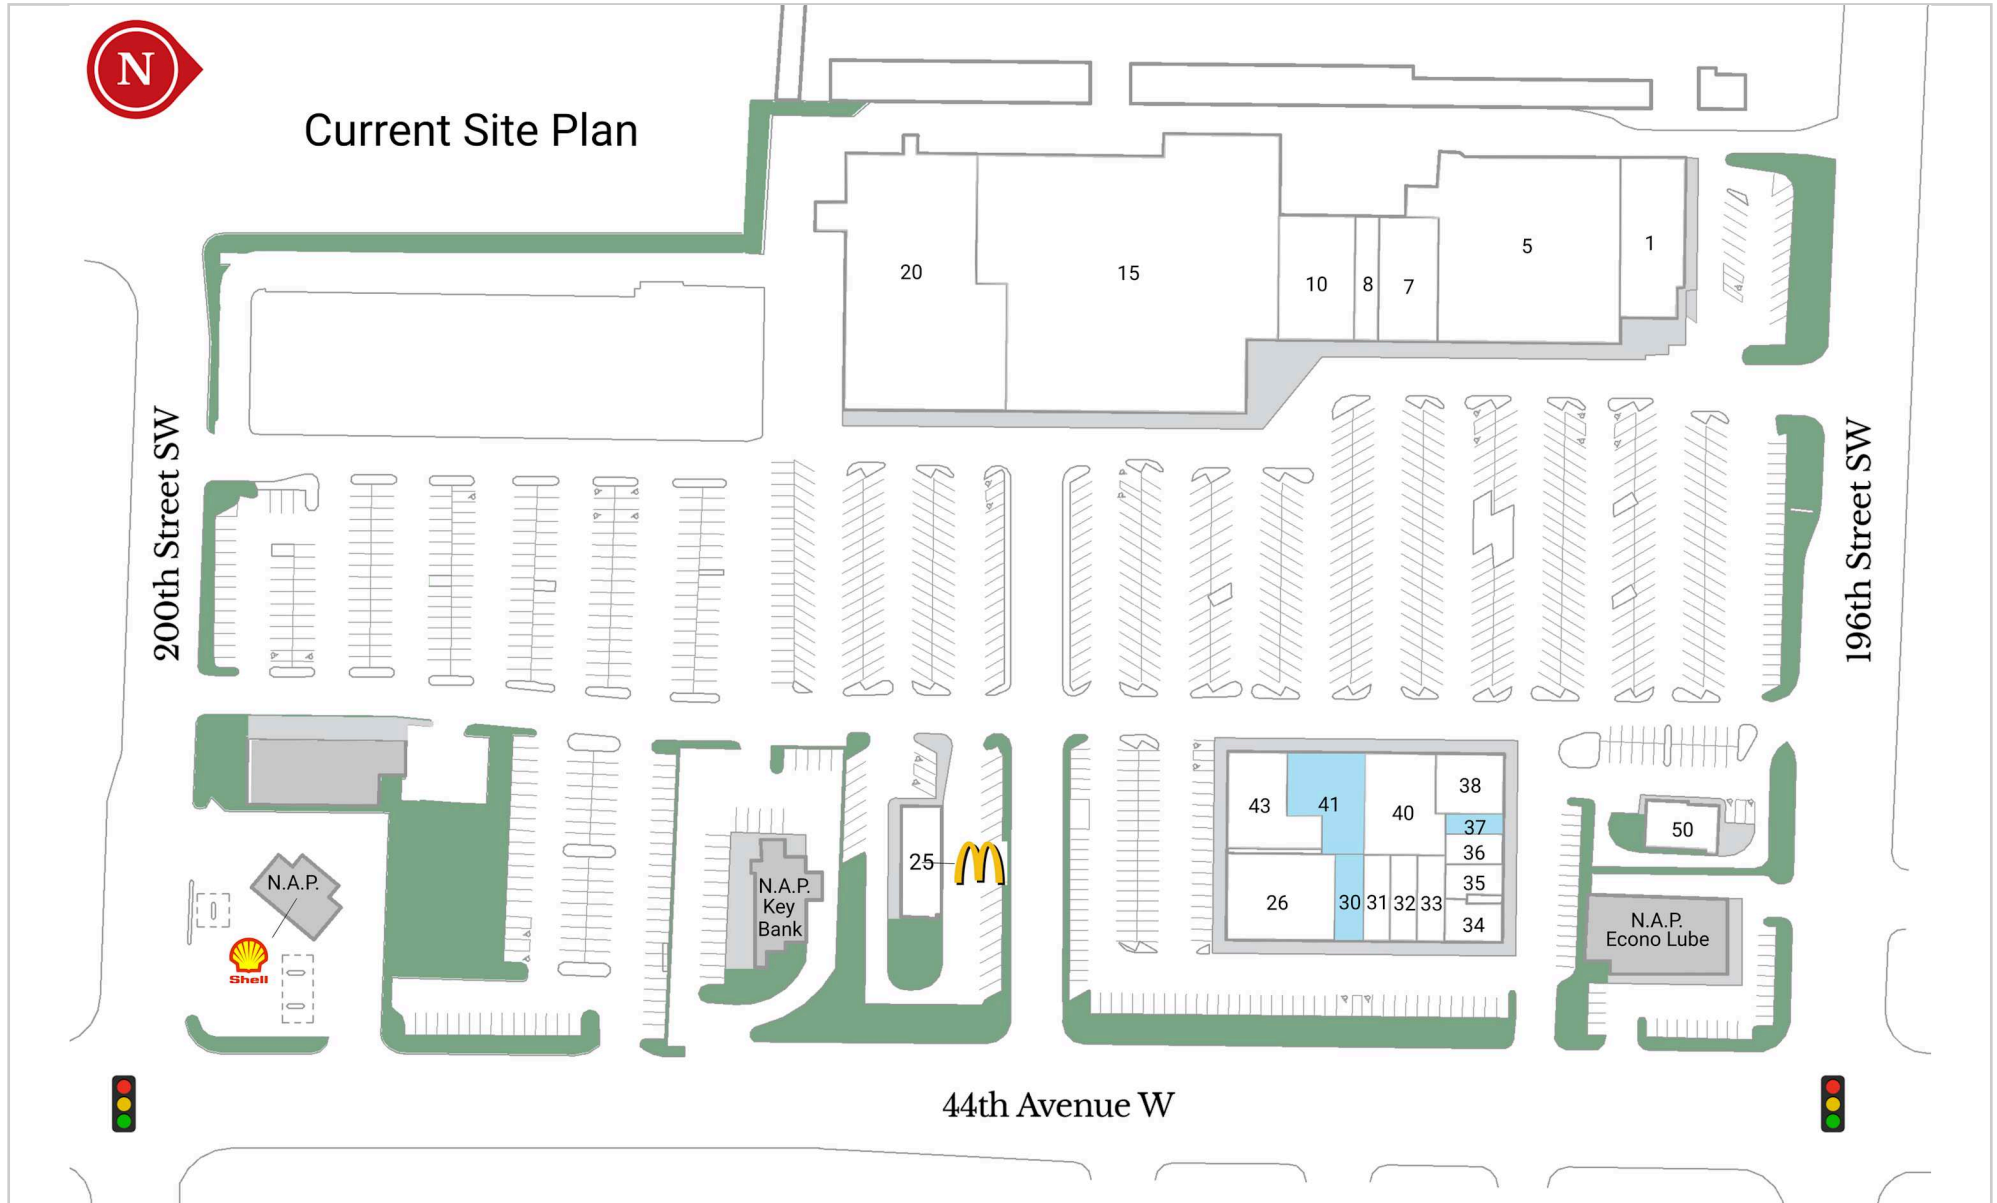 N
Current Site Plan
20
15
10
8
7
5
1
200th Street SW
196th Street SW
43
41
40
38
37
36
35
34
26
30
31
32
33
50
25
N.A.P.
Shell
N.A.P.
Key
Bank
N.A.P.
Econo Lube
44th Avenue W